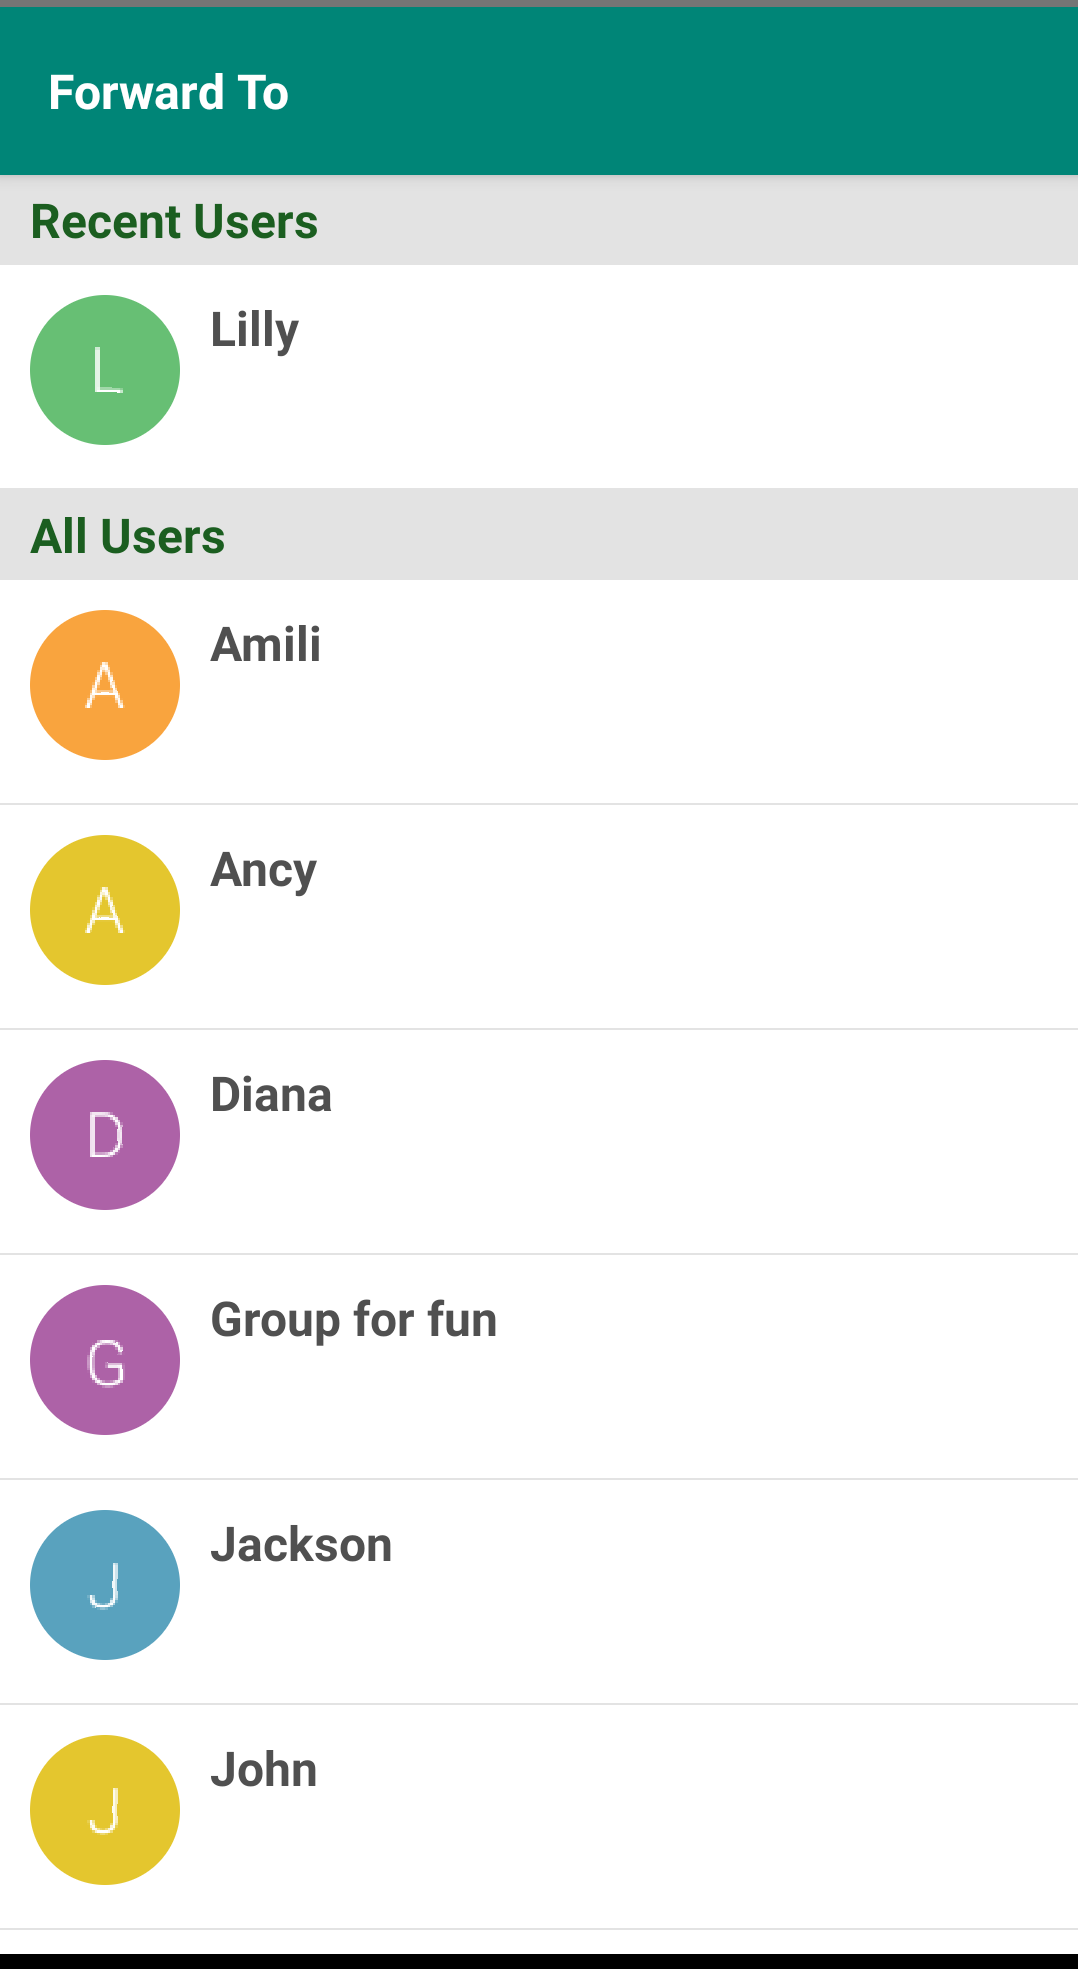 Forward To
Recent Users
L
Lilly
All Users
A
Amili
A
Ancy
D
Diana
G
Group for fun
J
Jackson
J
John